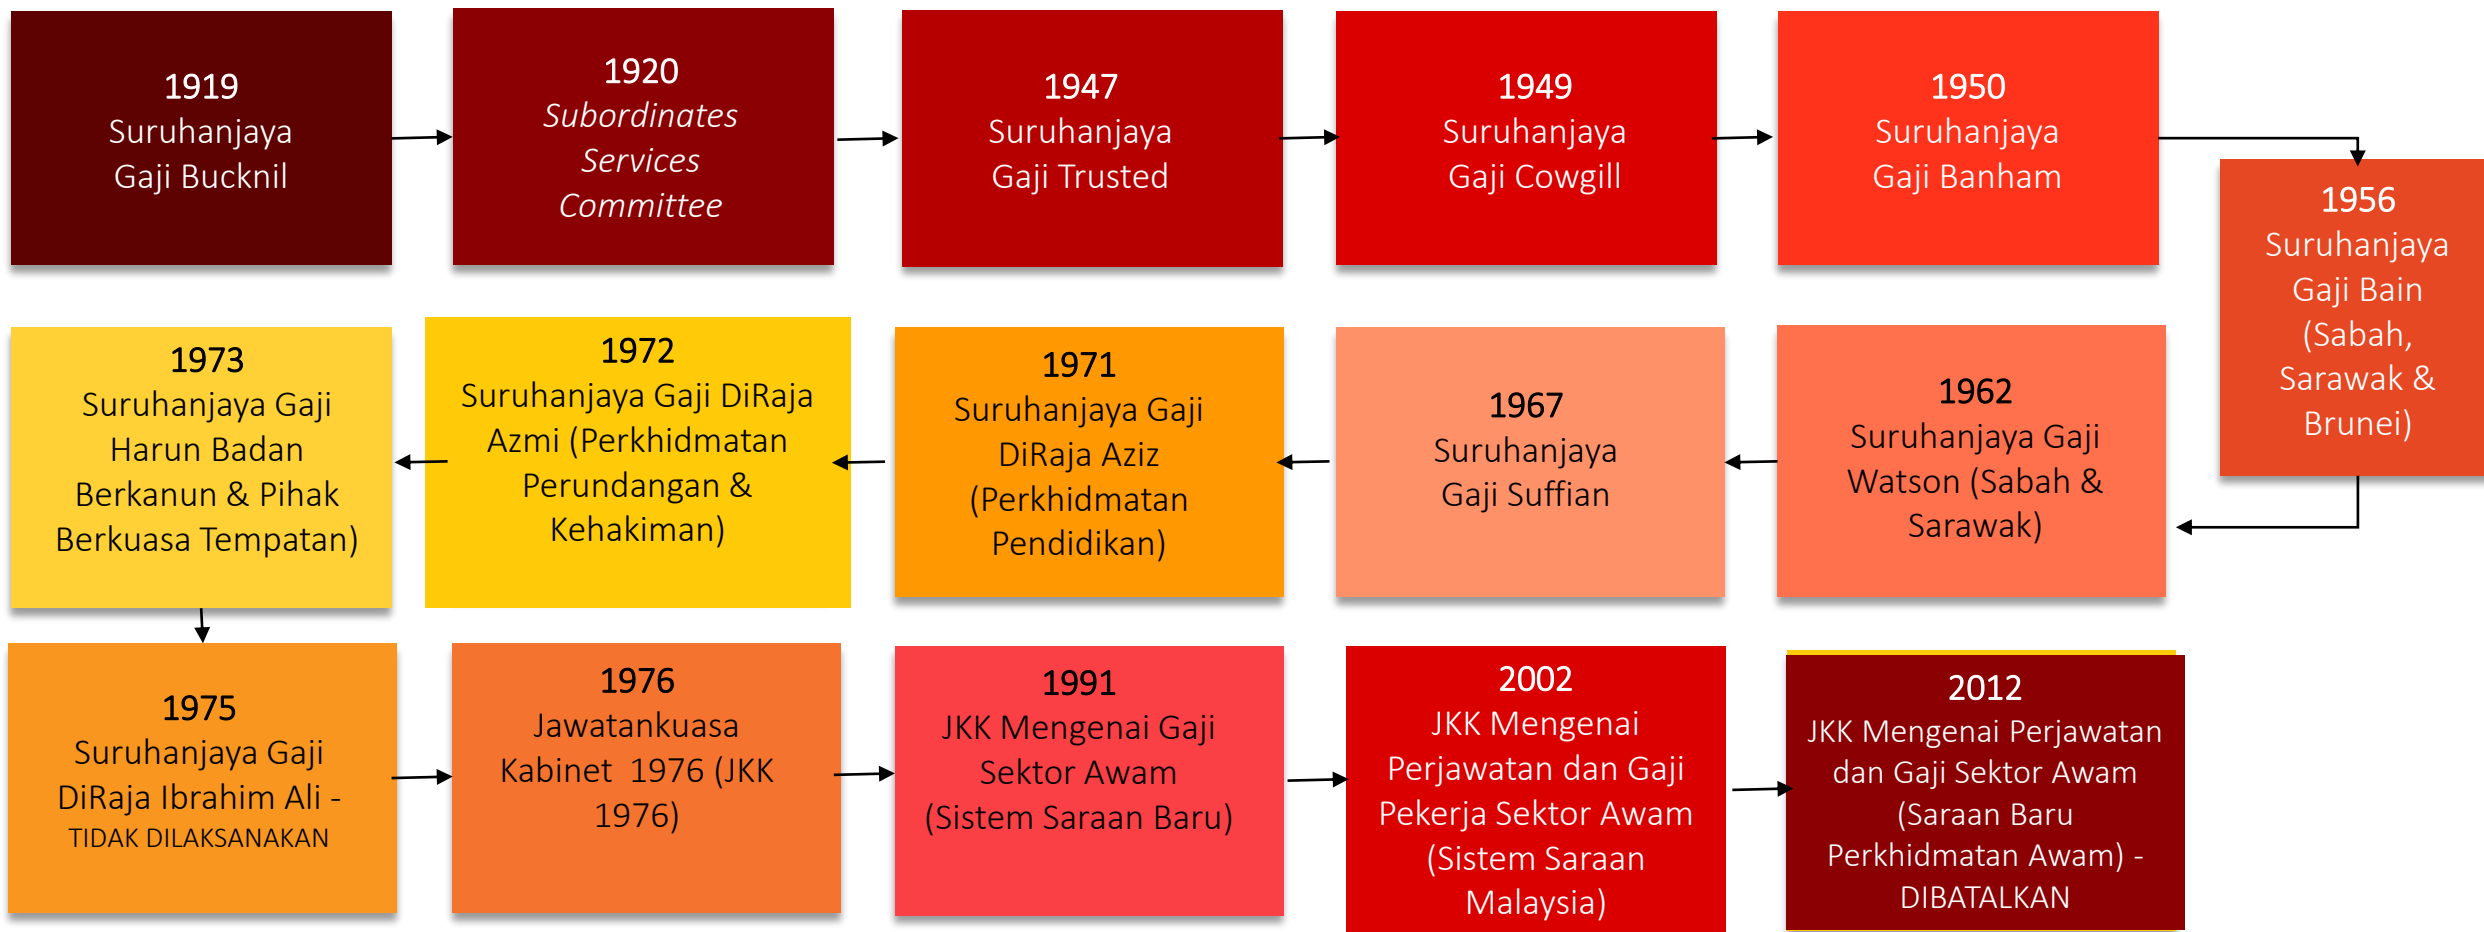 1919
Suruhanjaya
Gaji Bucknil
1920
Subordinates
Services
Committee
1947
Suruhanjaya
Gaji Trusted
1949
Suruhanjaya
Gaji Cowgill
1950
Suruhanjaya
Gaji Banham
1956
Suruhanjaya
Gaji Bain
(Sabah,
Sarawak &
Brunei)
1962
Suruhanjaya Gaji
Watson (Sabah &
Sarawak)
1967
Suruhanjaya
Gaji Suffian
1971
Suruhanjaya Gaji
DiRaja Aziz
(Perkhidmatan
Pendidikan)
1972
Suruhanjaya Gaji DiRaja
Azmi (Perkhidmatan
Perundangan &
Kehakiman)
1973
Suruhanjaya Gaji
Harun Badan
Berkanun & Pihak
Berkuasa Tempatan)
1975
Suruhanjaya Gaji
DiRaja Ibrahim Ali -
TIDAK DILAKSANAKAN
1976
Jawatankuasa
Kabinet 1976 (JKK
1976)
1991
JKK Mengenai Gaji
Sektor Awam
(Sistem Saraan Baru)
2002
JKK Mengenai
Perjawatan dan Gaji
Pekerja Sektor Awam
(Sistem Saraan
Malaysia)
2012
JKK Mengenai Perjawatan
dan Gaji Sektor Awam
(Saraan Baru
Perkhidmatan Awam) -
DIBATALKAN